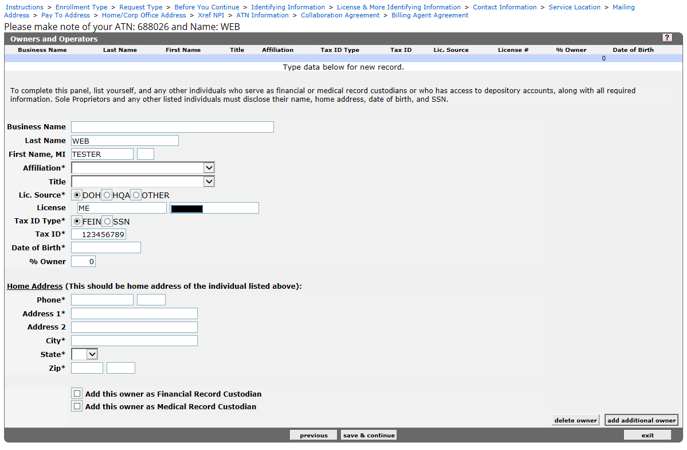 Instructions > Enrollment Type > Request Type > Before You Continue > Identifying Information > License & More Identifying Information > Contact Information > Service Location > Mailing
Address > Pay To Address > Home/Corp Office Address > Xref NPI > ATN Information > Collaboration Agreement > Billing Agent Agreement
Please make note of your ATN: 688026 and Name: WEB
Owners and Operators ?
Business Name Last Name First Name Title Affiliation Tax ID Type Tax ID Lic. Source License # % Owner Date of Birth
0
Type data below for new record.
To complete this panel, list yourself, and any other individuals who serve as financial or medical record custodians or who has access to depository accounts, along with all required
information. Sole Proprietors and any other listed individuals must disclose their name, home address, date of birth, and SSN.
Business Name
Last Name WEB
First Name, MI TESTER
Affiliation*
Title
Lic. Source* DOH HQA OTHER
License ME
Tax ID Type* FEIN SSN
Tax ID* 123456789
Date of Birth*
% Owner 0
Home Address (This should be home address of the individual listed above):
Phone*
Address 1*
Address 2
City*
State*
Zip*
Add this owner as Financial Record Custodian
Add this owner as Medical Record Custodian
delete owner add additional owner
previous save & continue exit